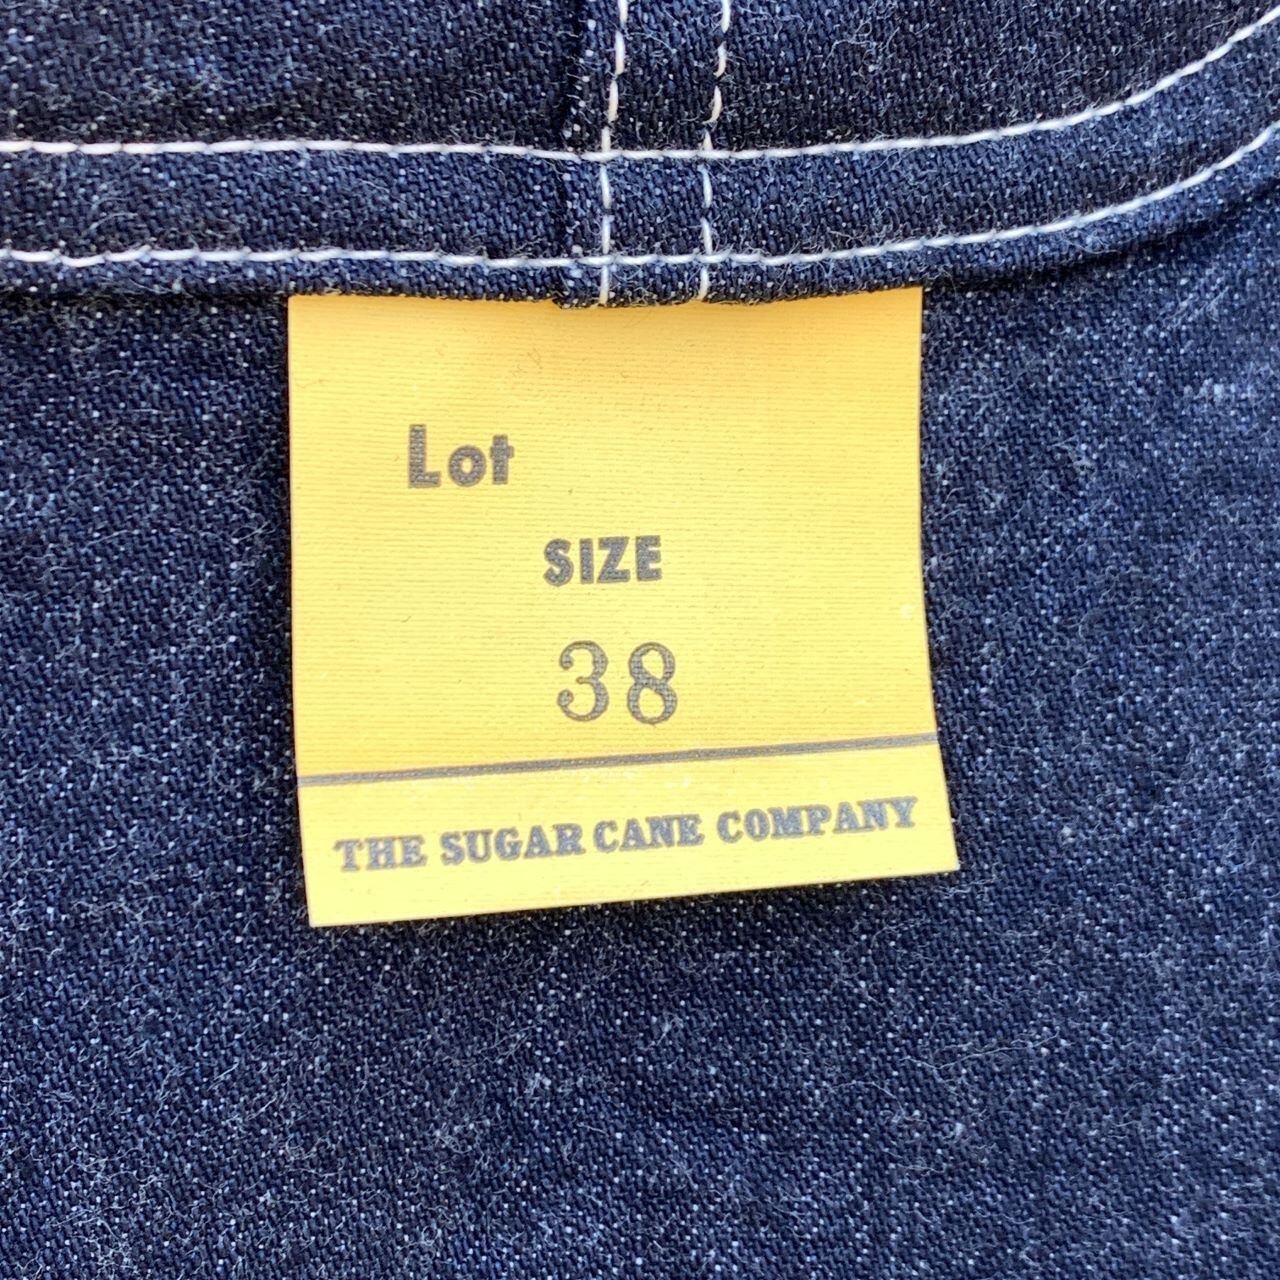 Lot
SIZE
38
THE SUGAR CANE COMPANY